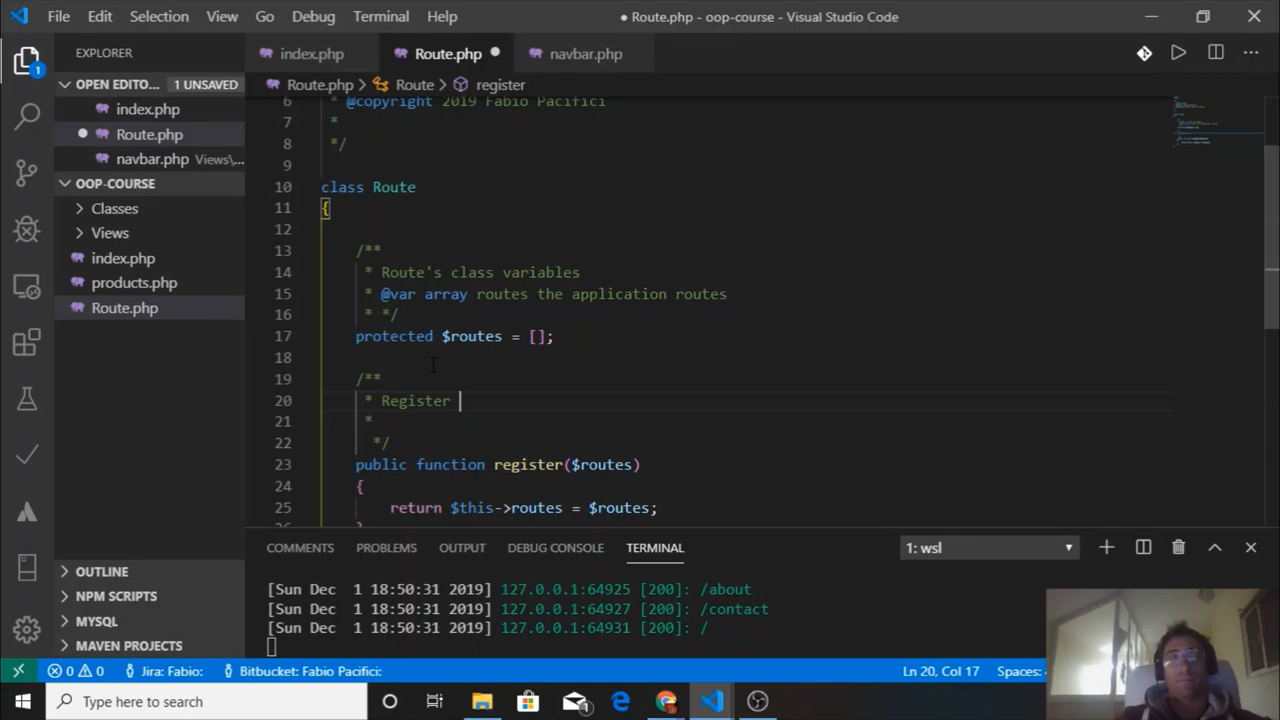 File Edit Selection View Go Debug Terminal Help
● Route.php - oop-course - Visual Studio Code
EXPLORER
index.php
Route.php
navbar.php
OPEN EDITO... 1 UNSAVED
index.php
Route.php
navbar.php Views\...
OOP-COURSE
Classes
Views
index.php
products.php
Route.php
OUTLINE
NPM SCRIPTS
MYSQL
MAVEN PROJECTS
Route.php > Route > register
6 * @copyright 2019 Fabio Pacifici
7 *
8 */
9
10 class Route
11 {
12
13 /**
14 * Route's class variables
15 * @var array routes the application routes
16 * */
17 protected $routes = [];
18
19 /**
20 * Register
21 *
22 */
23 public function register($routes)
24 {
25 return $this->routes = $routes;
26 }
COMMENTS PROBLEMS OUTPUT DEBUG CONSOLE TERMINAL
1: wsl
[Sun Dec 1 18:50:31 2019] 127.0.0.1:64925 [200]: /about
[Sun Dec 1 18:50:31 2019] 127.0.0.1:64927 [200]: /contact
[Sun Dec 1 18:50:31 2019] 127.0.0.1:64931 [200]: /
0 0 Jira: Fabio: Bitbucket: Fabio Pacifici: Ln 20, Col 17 Spaces:
Type here to search